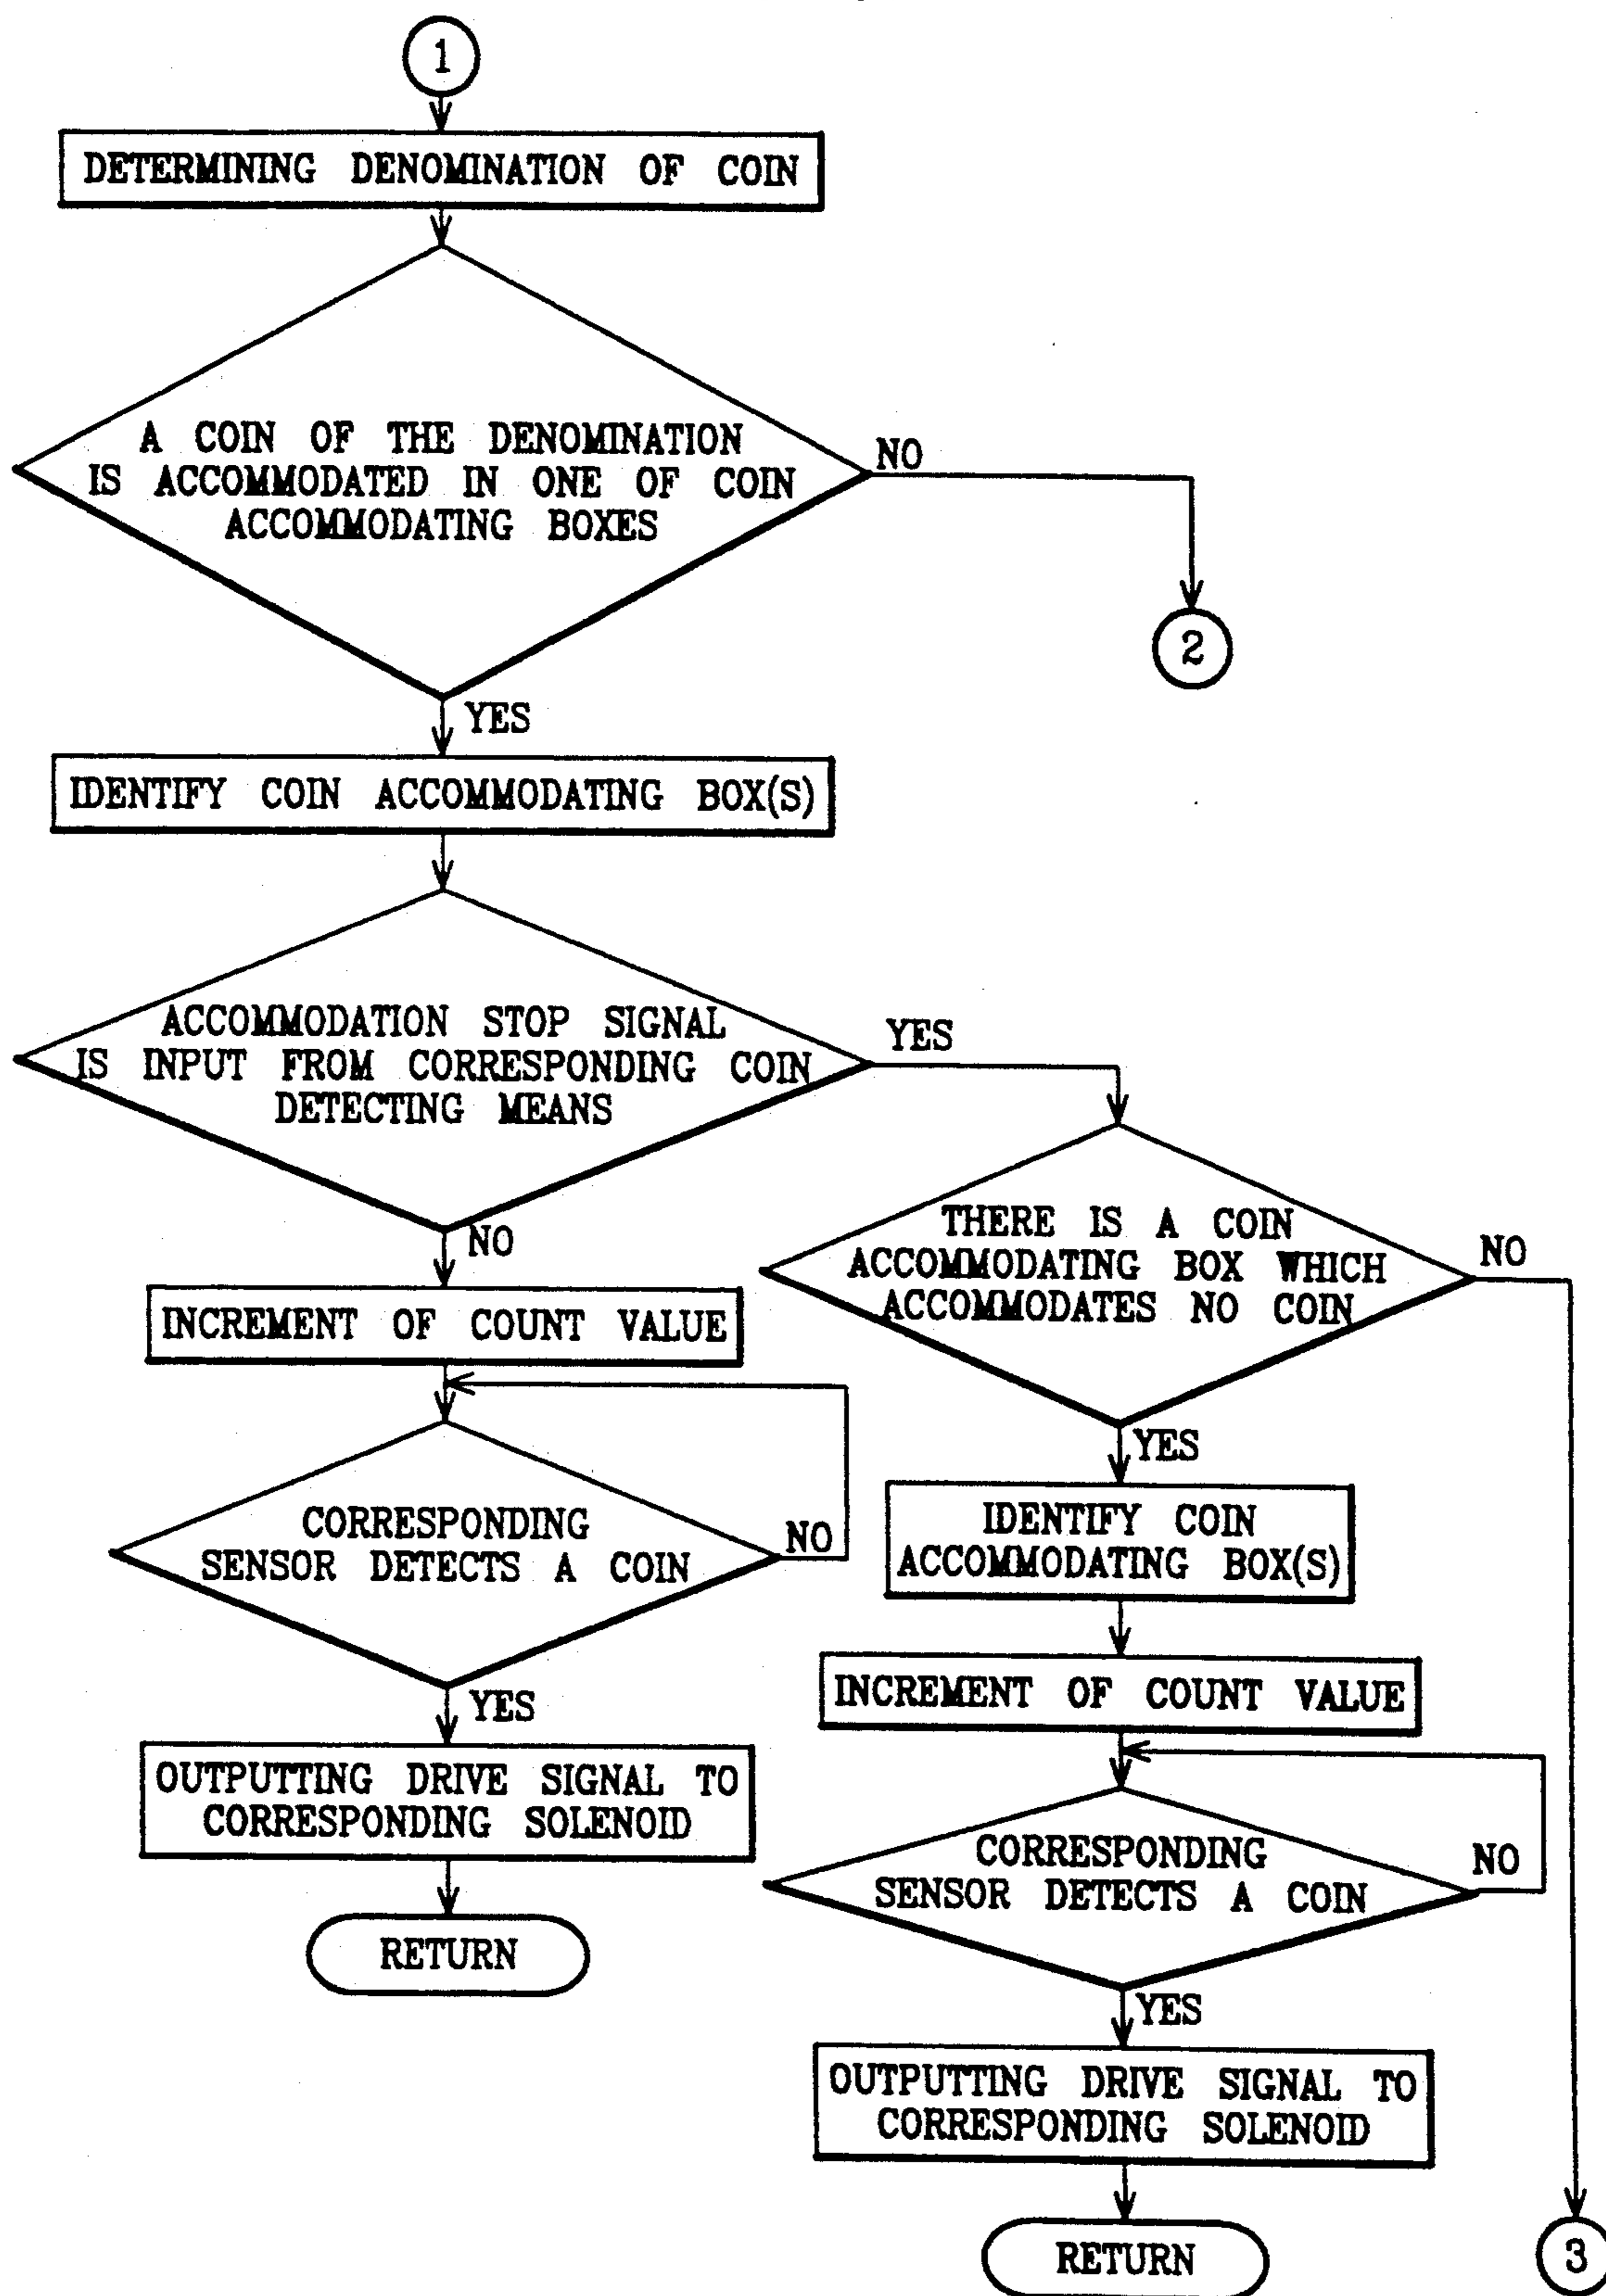 1
DETERMINING DENOMINATION OF COIN
A COIN OF THE DENOMINATION
IS ACCOMMODATED IN ONE OF COIN
ACCOMMODATING BOXES
NO
2
YES
IDENTIFY COIN ACCOMMODATING BOX(S)
ACCOMMODATION STOP SIGNAL
IS INPUT FROM CORRESPONDING COIN
DETECTING MEANS
YES
NO
INCREMENT OF COUNT VALUE
CORRESPONDING
SENSOR DETECTS A COIN
NO
YES
OUTPUTTING DRIVE SIGNAL TO
CORRESPONDING SOLENOID
RETURN
THERE IS A COIN
ACCOMMODATING BOX WHICH
ACCOMMODATES NO COIN
NO
YES
IDENTIFY COIN
ACCOMMODATING BOX(S)
INCREMENT OF COUNT VALUE
CORRESPONDING
SENSOR DETECTS A COIN
NO
YES
OUTPUTTING DRIVE SIGNAL TO
CORRESPONDING SOLENOID
RETURN
3